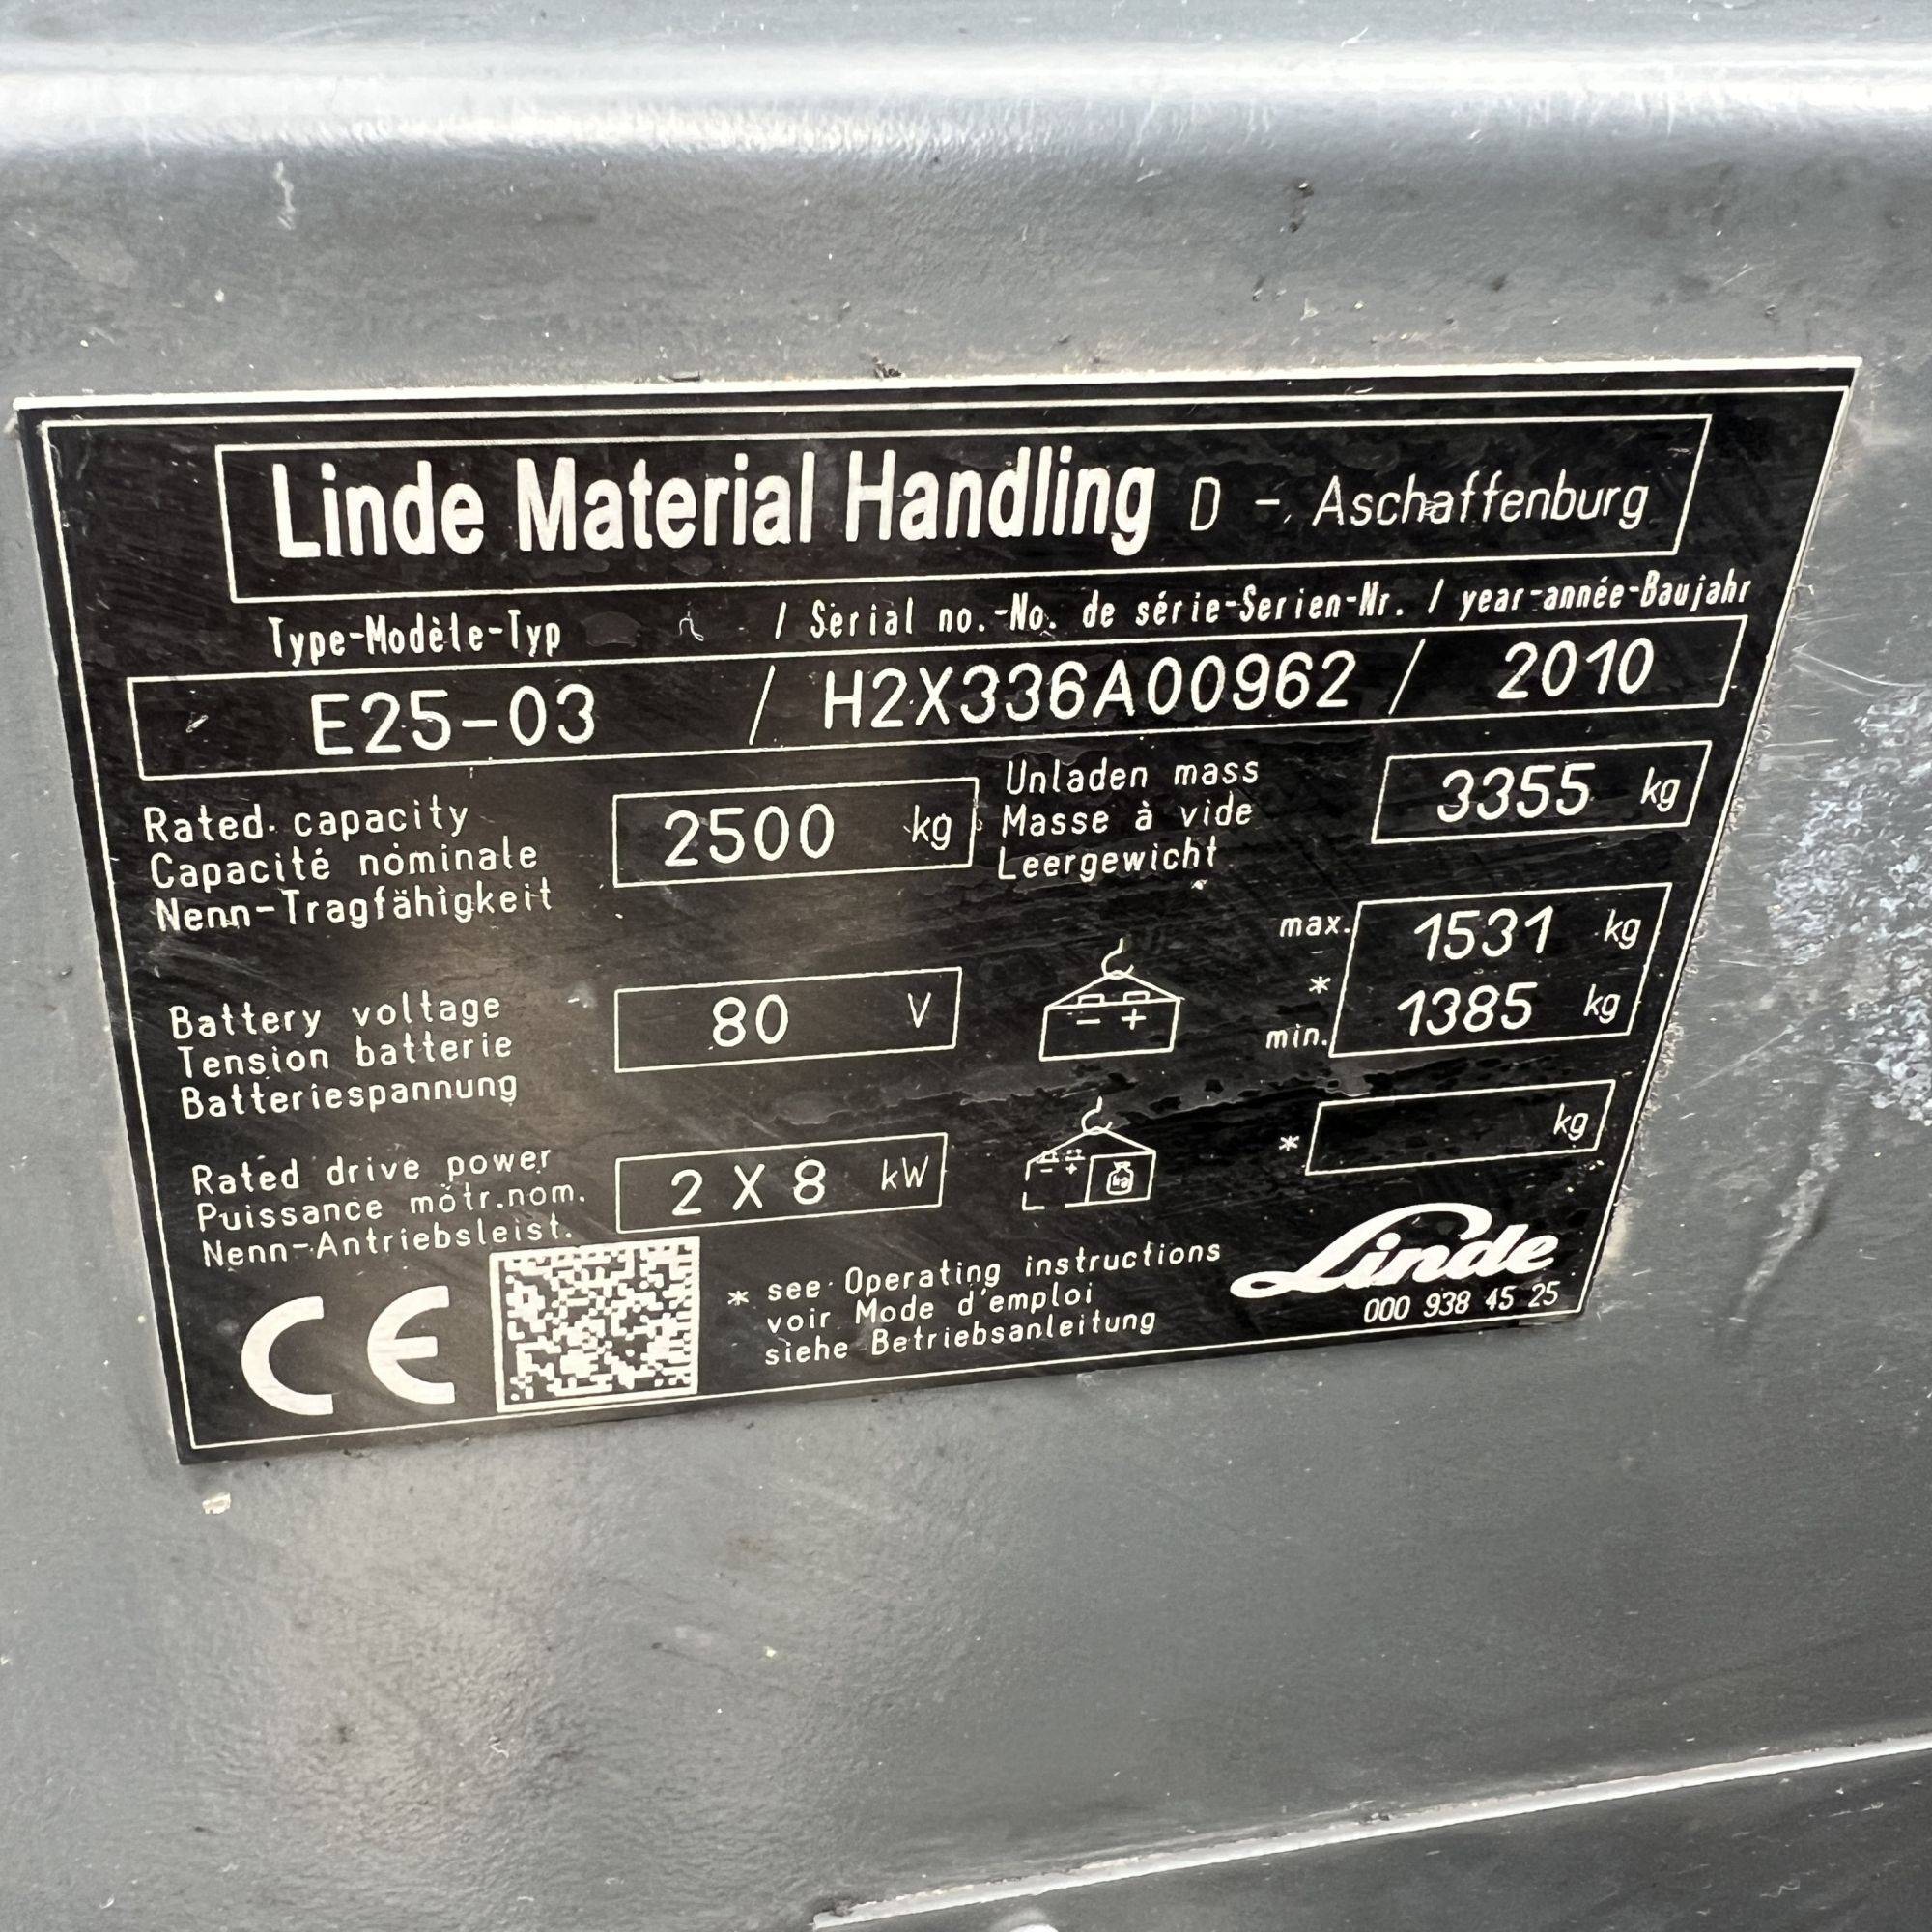 Linde Material Handling D - Aschaffenburg
Type-Modèle-Typ / Serial no.-No. de série-Serien-Nr. / year-année-Baujahr
E25-03 / H2X336A00962 / 2010
Rated capacity
Capacité nominale
Nenn-Tragfähigkeit
2500 kg
Unladen mass
Masse à vide
Leergewicht
3355 kg
Battery voltage
Tension batterie
Batteriespannung
80 V
- +
max. 1531 kg
*
min. 1385 kg
Rated drive power
Puissance motr.nom.
Nenn-Antriebsleist.
2 X 8 kW
- +
kg
* kg
CE
* see Operating instructions
voir Mode d'emploi
siehe Betriebsanleitung
Linde
000 938 45 25